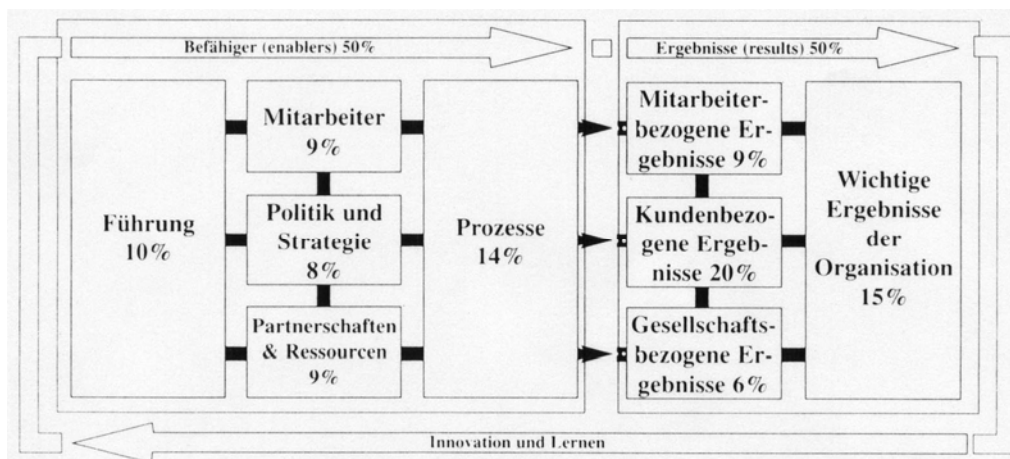 Befähiger (enablers) 50%
Ergebnisse (results) 50%
Führung
10%
Mitarbeiter
9%
Politik und
Strategie
8%
Partnerschaften
& Ressourcen
9%
Prozesse
14%
Mitarbeiter-
bezogene Er-
gebnisse 9%
Kundenbezo-
gene Ergeb-
nisse 20%
Gesellschafts-
bezogene Er-
gebnisse 6%
Wichtige
Ergebnisse
der
Organisation
15%
Innovation und Lernen